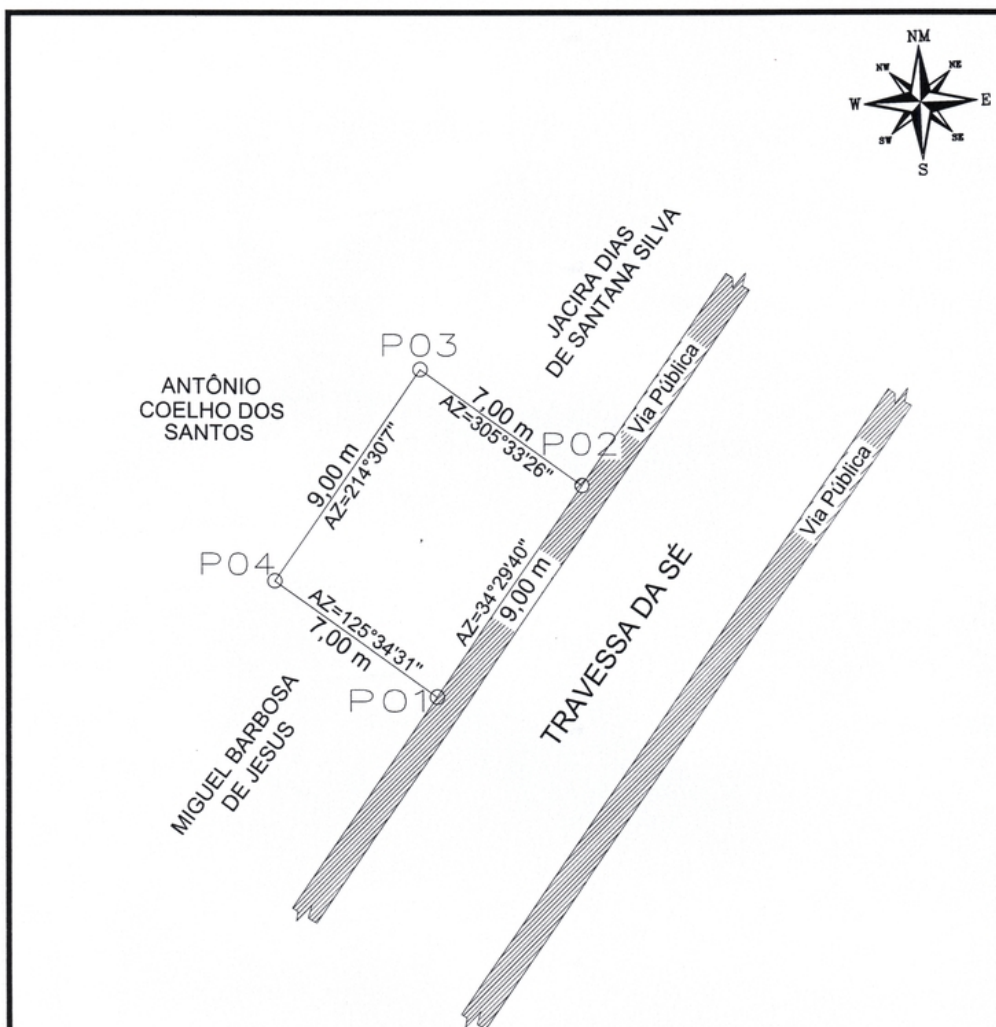 NM
NW
NE
W
E
SW
SE
S
JACIRA DIAS
DE SANTANA SILVA
P03
ANTÔNIO
COELHO DOS
SANTOS
7,00 m
AZ=305°33'26"
Via Pública
P02
9,00 m
AZ=214°30'7"
Via Pública
P04
AZ=125°34'31"
7,00 m
AZ=34°29'40"
9,00 m
TRAVESSA DA SÉ
P01
MIGUEL BARBOSA
DE JESUS